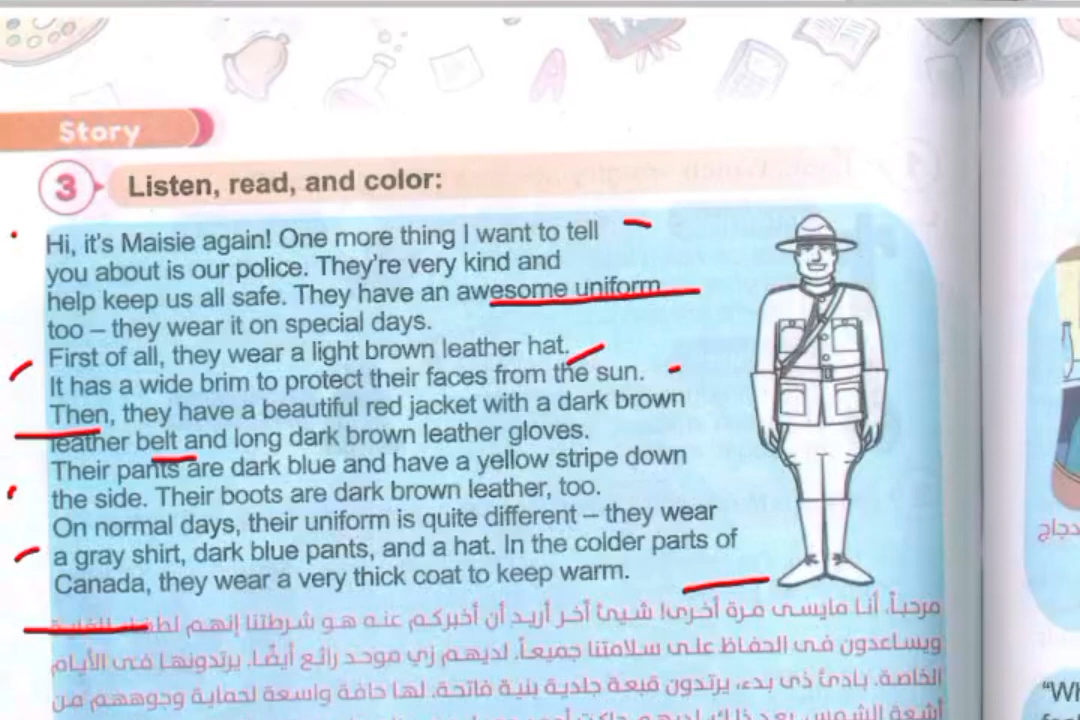 Story
3 Listen, read, and color:
Hi, it's Maisie again! One more thing I want to tell
you about is our police. They're very kind and
help keep us all safe. They have an awesome uniform
too – they wear it on special days.
First of all, they wear a light brown leather hat.
It has a wide brim to protect their faces from the sun.
Then, they have a beautiful red jacket with a dark brown
leather belt and long dark brown leather gloves.
Their pants are dark blue and have a yellow stripe down
the side. Their boots are dark brown leather, too.
On normal days, their uniform is quite different – they wear
a gray shirt, dark blue pants, and a hat. In the colder parts of
Canada, they wear a very thick coat to keep warm.
مرحباً. أنا مايسى مرة أخرى! شيئ آخر أريد أن أخبركم عنه هو شرطتنا إنهم
ويساعدون فى الحفاظ على سلامتنا جميعاً. لديهم زي موحد رائع أيضًا. يرتدونها فى الأيام
الخاصة. بادئ ذى بدء، يرتدون قبعة جلدية بنية فاتحة. لها حافة واسعة لحماية وجوههم من
أشعة الشمس. بعد ذلك
دجاج